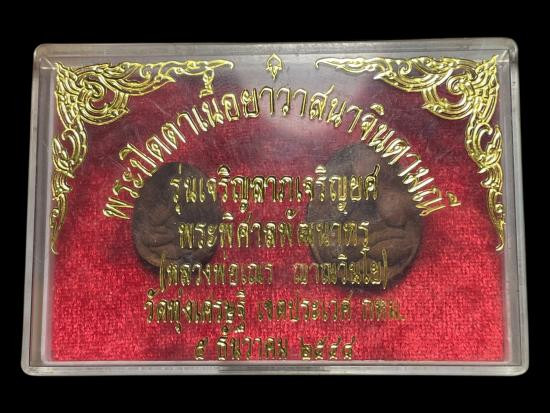 พระปิดตาเนื้อยาวาสนาจินดามณี
รุ่นเจริญลาภเจริญยศ
พระพิศาลพัฒนาทร
(หลวงพ่อเณร ญาณวินโย)
วัดทุ่งเศรษฐี เขตประเวศ กทม.
๕ ธันวาคม ๒๕๔๔